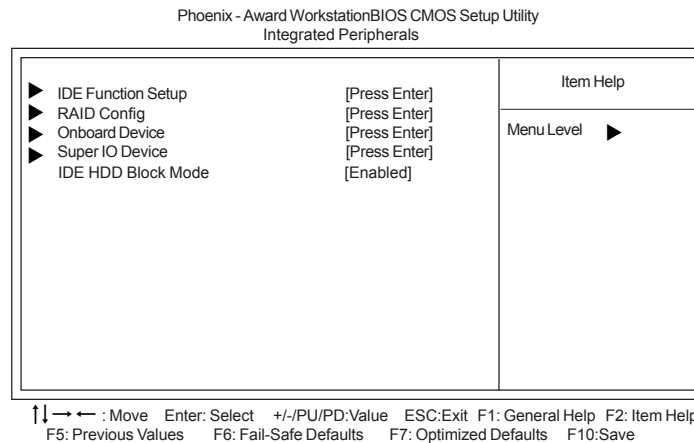 Phoenix - Award WorkstationBIOS CMOS Setup Utility
Integrated Peripherals
IDE Function Setup [Press Enter]
RAID Config [Press Enter]
Onboard Device [Press Enter]
Super IO Device [Press Enter]
IDE HDD Block Mode [Enabled]
Item Help
Menu Level
↑↓→← : Move Enter: Select +/-/PU/PD:Value ESC:Exit F1: General Help F2: Item Help
F5: Previous Values F6: Fail-Safe Defaults F7: Optimized Defaults F10:Save